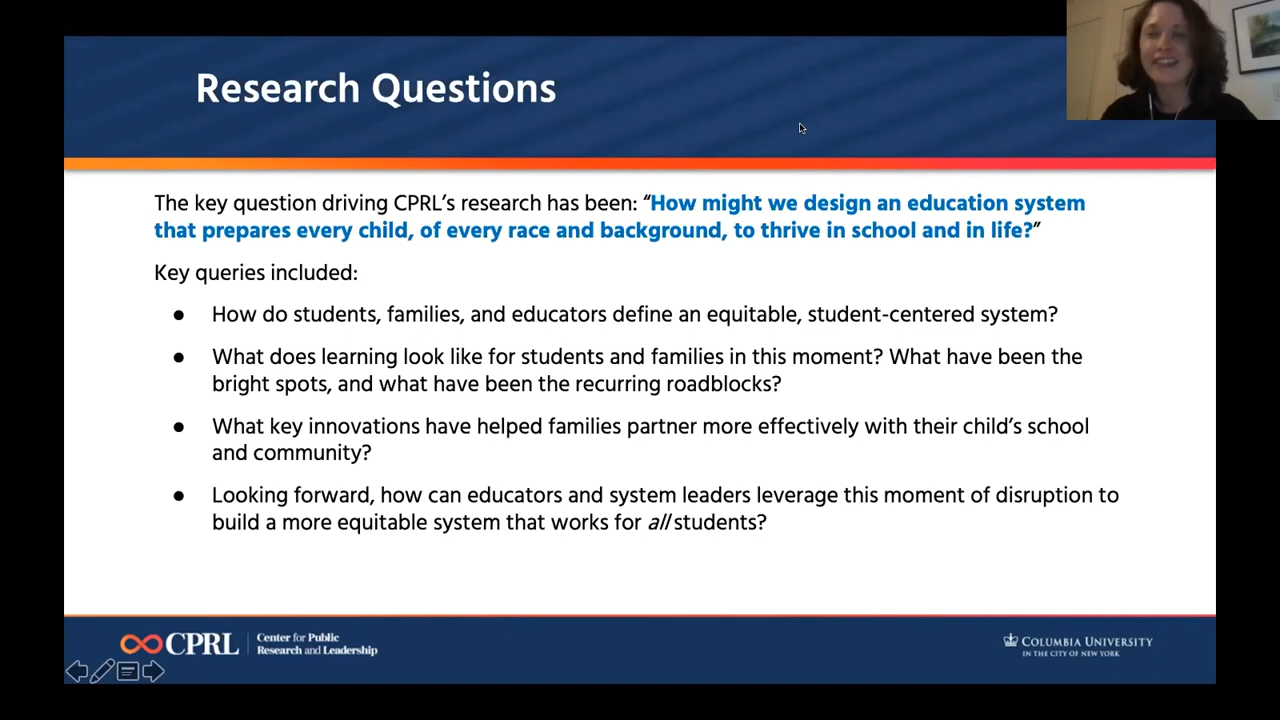 Research Questions
The key question driving CPRL’s research has been: “How might we design an education system
that prepares every child, of every race and background, to thrive in school and in life?”
Key queries included:
● How do students, families, and educators define an equitable, student-centered system?
● What does learning look like for students and families in this moment? What have been the
bright spots, and what have been the recurring roadblocks?
● What key innovations have helped families partner more effectively with their child’s school
and community?
● Looking forward, how can educators and system leaders leverage this moment of disruption to
build a more equitable system that works for all students?
CPRL
Center for Public
Research and Leadership
COLUMBIA UNIVERSITY
IN THE CITY OF NEW YORK